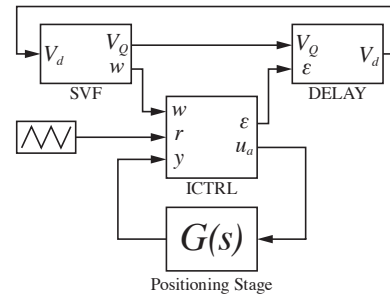 V_d V_Q w
SVF
V_Q ε V_d
DELAY
w r y ε u_a
ICTRL
G(s)
Positioning Stage